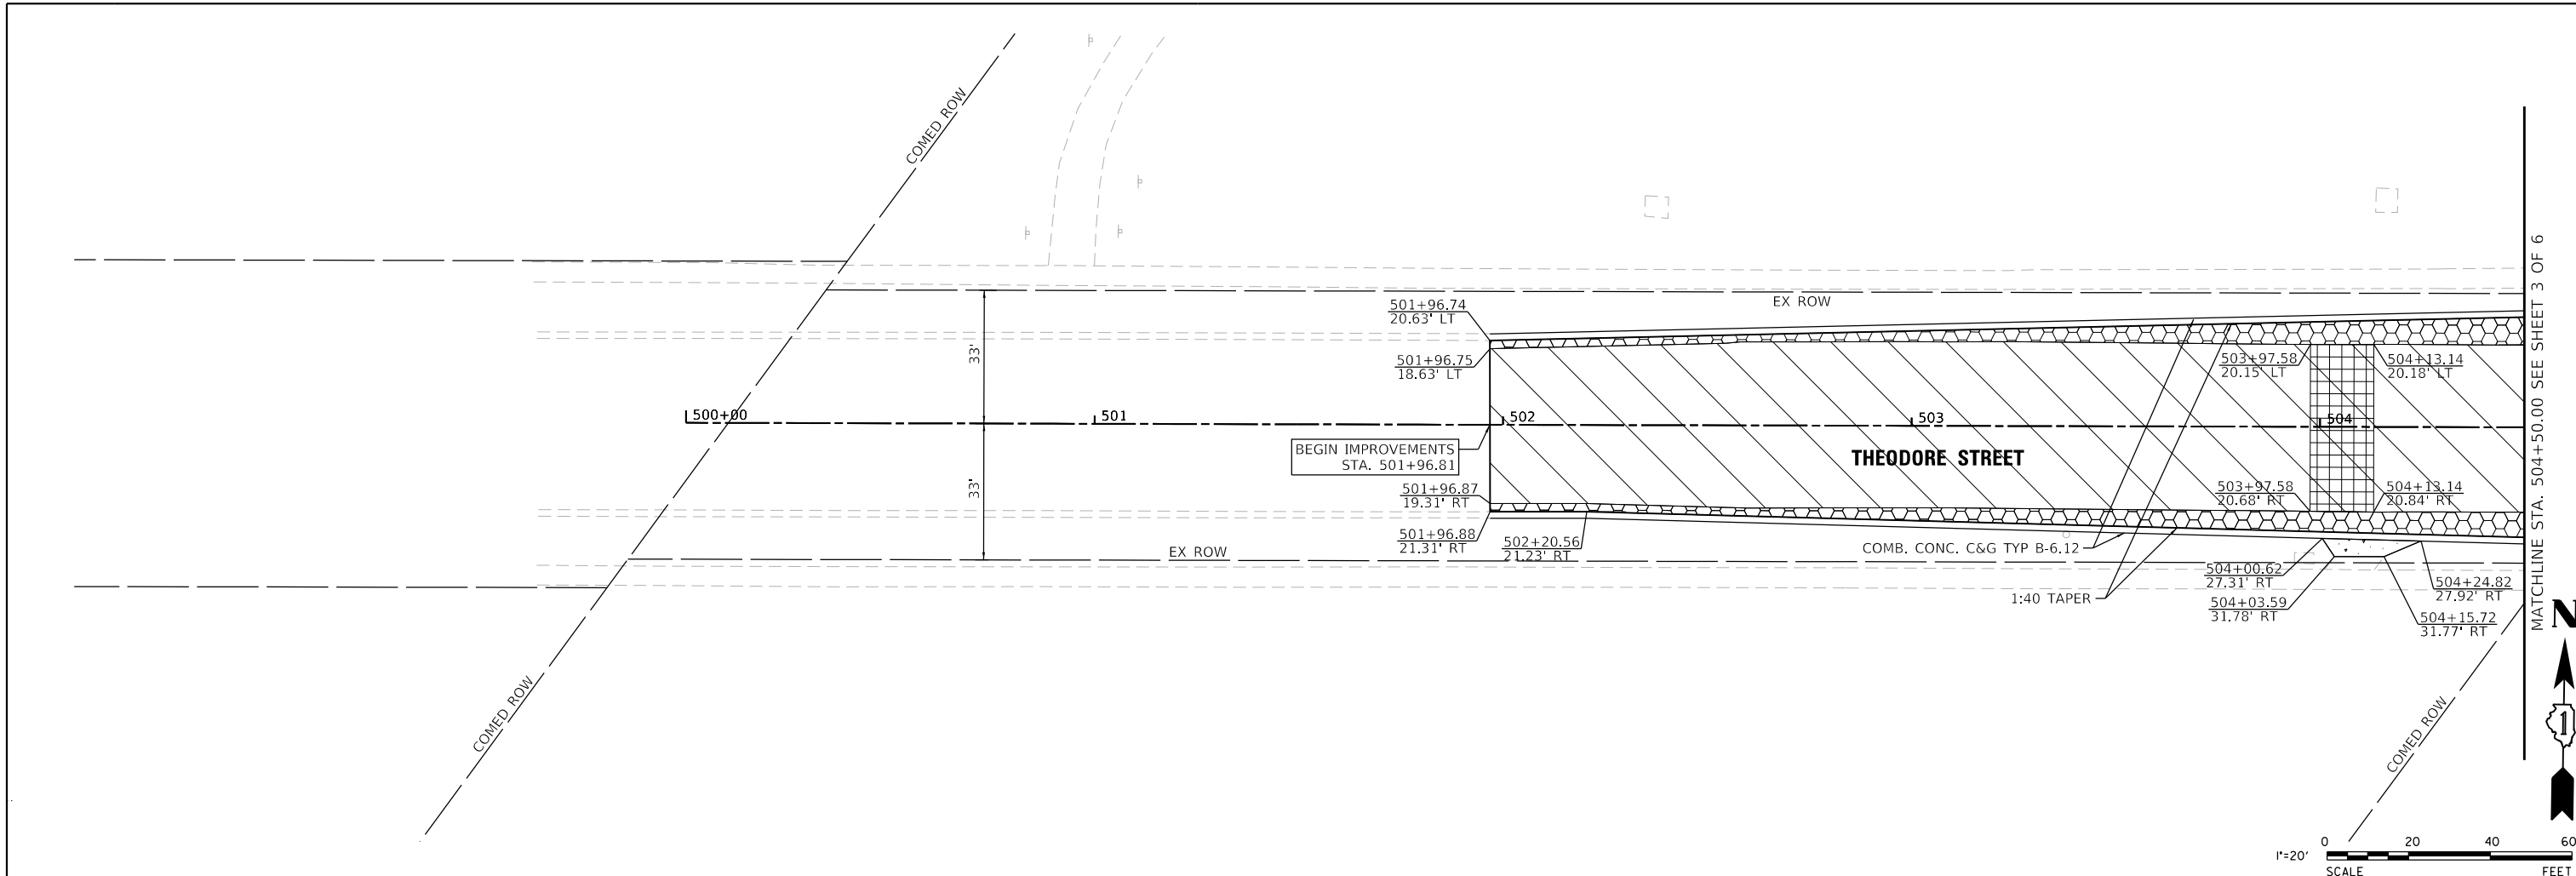 COMED ROW
EX ROW
33'
33'
501+96.74
20.63' LT
501+96.75
18.63' LT
503+97.58
20.15' LT
504+13.14
20.18' LT
500+00
501
502
503
504
BEGIN IMPROVEMENTS
STA. 501+96.81
THEODORE STREET
501+96.87
19.31' RT
501+96.88
21.31' RT
502+20.56
21.23' RT
503+97.58
20.68' RT
504+13.14
20.84' RT
EX ROW
COMB. CONC. C&G TYP B-6.12
1:40 TAPER
504+00.62
27.31' RT
504+03.59
31.78' RT
504+24.82
27.92' RT
504+15.72
31.77' RT
COMED ROW
COMED ROW
MATCHLINE STA. 504+50.00 SEE SHEET 3 OF 6
N
1
0 20 40 60
1"=20'
SCALE FEET